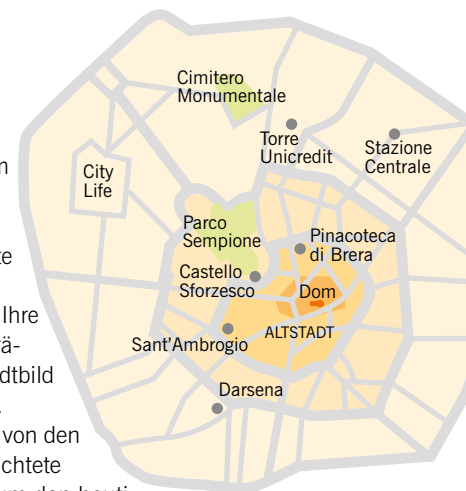 Cimitero
Monumentale
Torre
Unicredit
Stazione
Centrale
City
Life
Parco
Sempione
Pinacoteca
di Brera
Castello
Sforzesco
Dom
ALTSTADT
Sant'Ambrogio
Darsena
Ihre
dtbild
von den